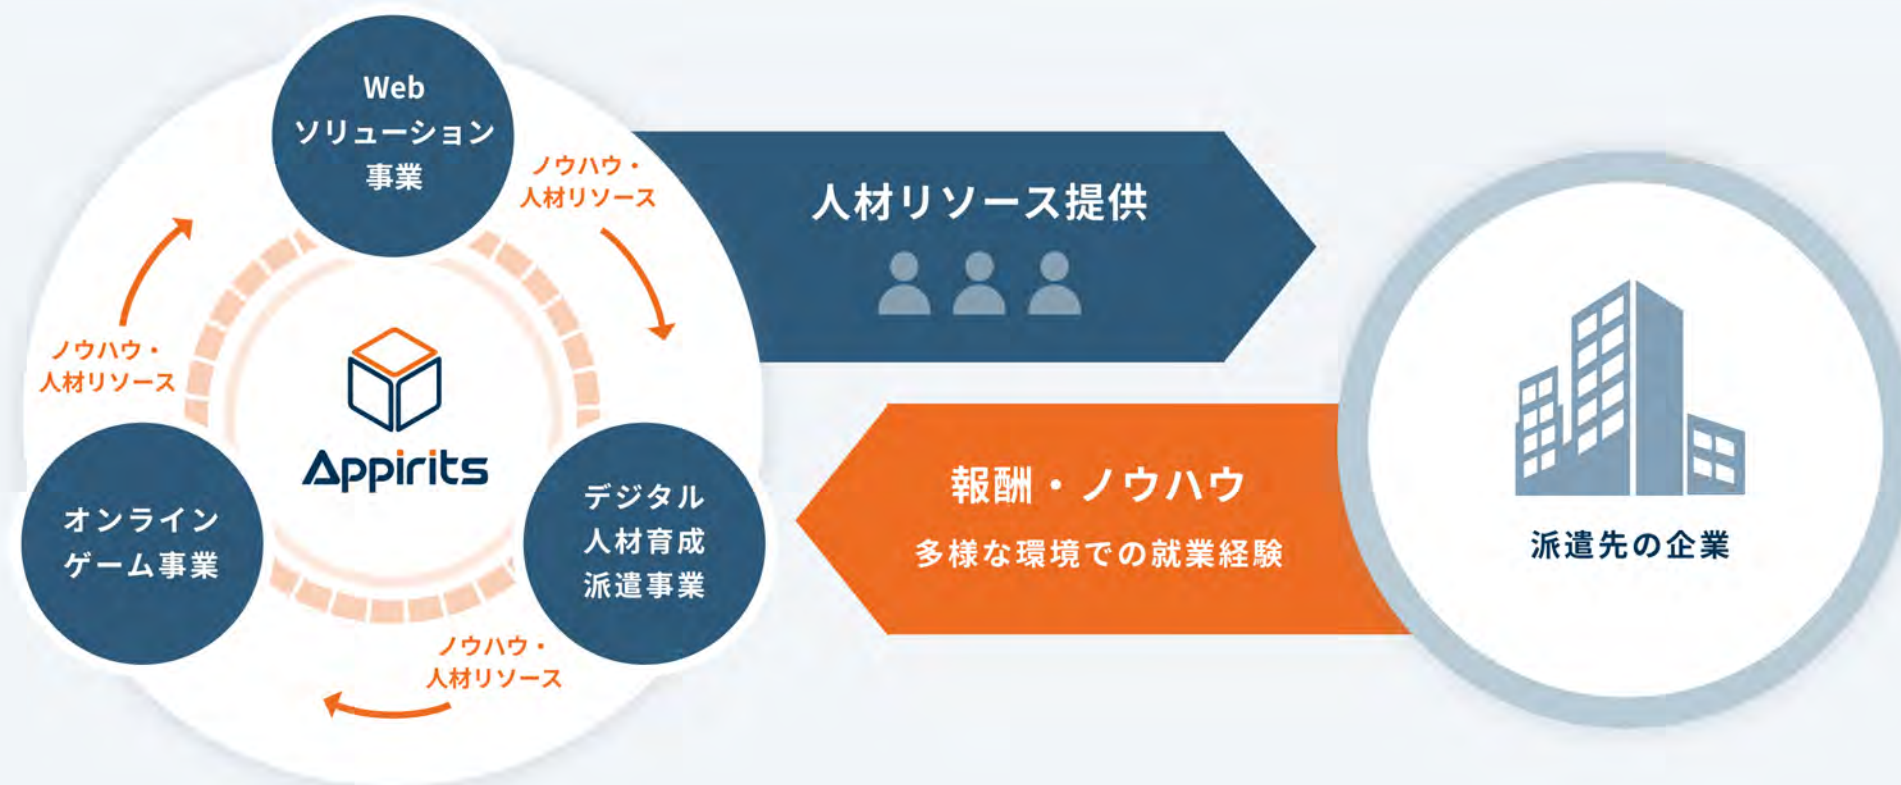 Web
ソリューション
事業
ノウハウ・
人材リソース
ノウハウ・
人材リソース
Appirits
オンライン
ゲーム事業
デジタル
人材育成
派遣事業
ノウハウ・
人材リソース
人材リソース提供
報酬・ノウハウ
多様な環境での就業経験
派遣先の企業